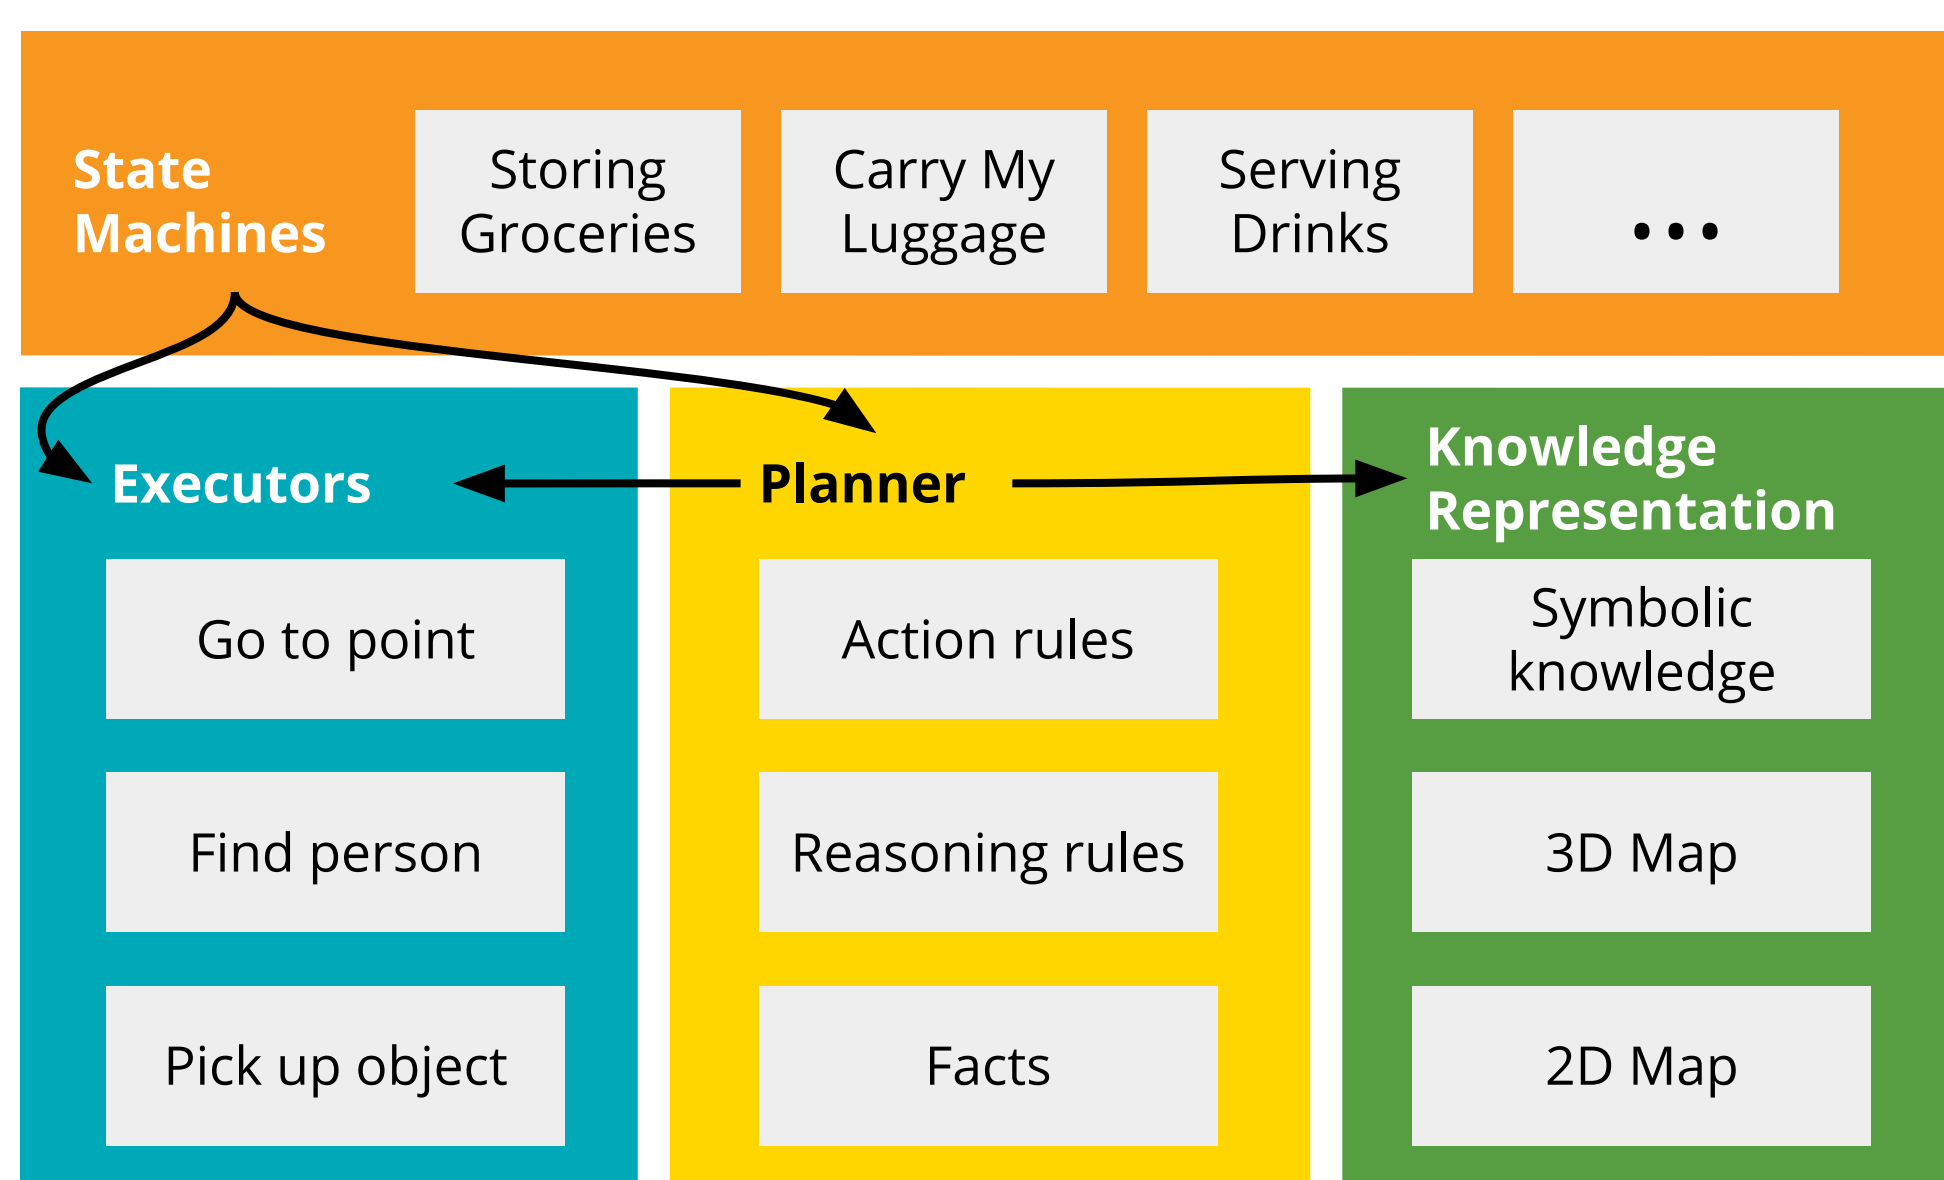 State
Machines
Storing
Groceries
Carry My
Luggage
Serving
Drinks
...
Executors
Go to point
Find person
Pick up object
Planner
Action rules
Reasoning rules
Facts
Knowledge
Representation
Symbolic
knowledge
3D Map
2D Map